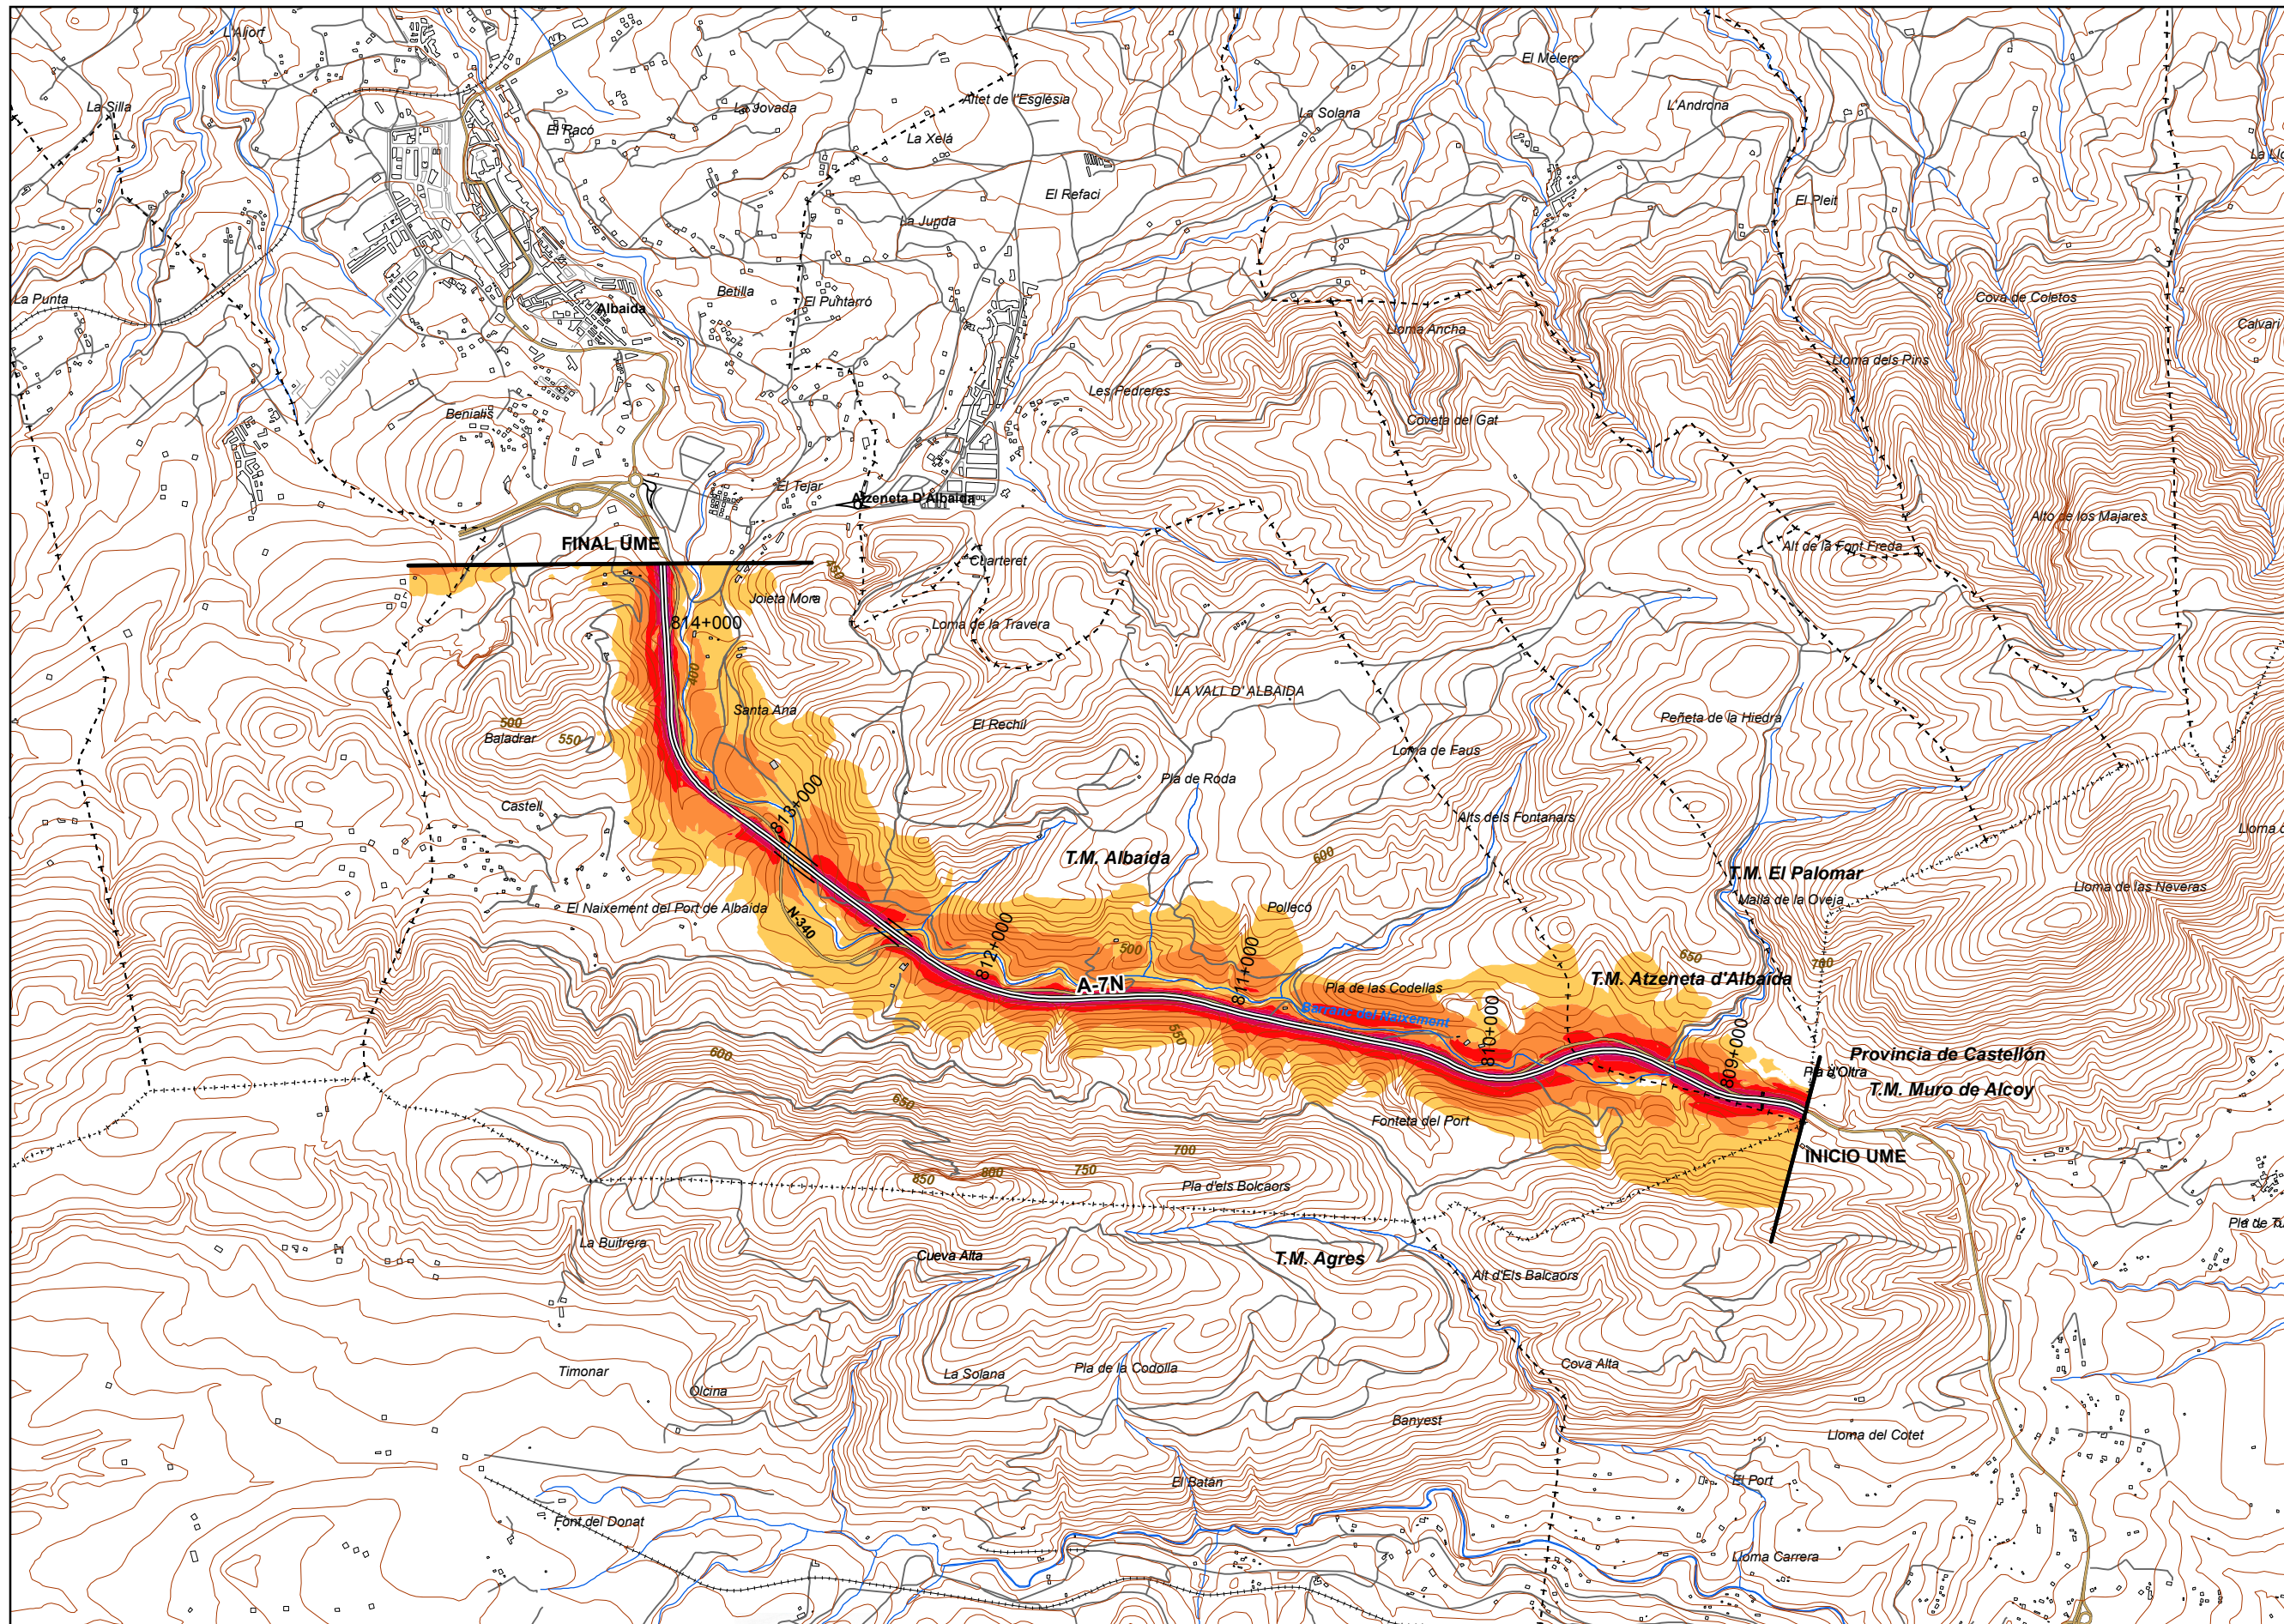 L'Aljorf
El Melerc
La Silla
La Jovada
Altet de l'Església
L'Androna
La Solana
El Racó
La Xelá
El Refaci
El Pleit
La Junda
La Punta
Betilla
El Puntarró
Albaida
Cova de Coletos
Calvari
Lloma Ancha
Lloma dels Pins
Les Pedreres
Benialís
Coveta del Gat
El Tejar
Atzeneta D'Albaida
Alto de los Majares
FINAL UME
Alt de la Font Freda
Cuarteret
450
Joieta Mora
814+000
Loma de la Travera
400
LA VALL D'ALBAIDA
Santa Ana
500
El Rechil
Peñeta de la Hiedra
Baladrar
550
Loma de Faus
Pla de Roda
813+000
Castell
Alts dels Fontanars
T.M. Albaida
600
T.M. El Palomar
Lloma de las Neveras
Malla de la Oveja
El Naixement del Port de Albaida
Pollecó
N-340
812+000
500
811+000
650
700
T.M. Atzeneta d'Albaida
A-7N
Pla de las Codellas
Barranc del Naixement
810+000
550
809+000
600
Provincia de Castellón
Pla d'Oltra
T.M. Muro de Alcoy
650
Fonteta del Port
700
INICIO UME
750
800
850
Pla d'els Bolcaors
La Buitrera
Cueva Alta
T.M. Agres
Alt d'Els Balcaors
Timonar
La Solana
Pla de la Codolla
Cova Alta
Olcina
Banyest
Lloma del Cotet
El Batán
El Port
Font del Donat
Lloma Carrera